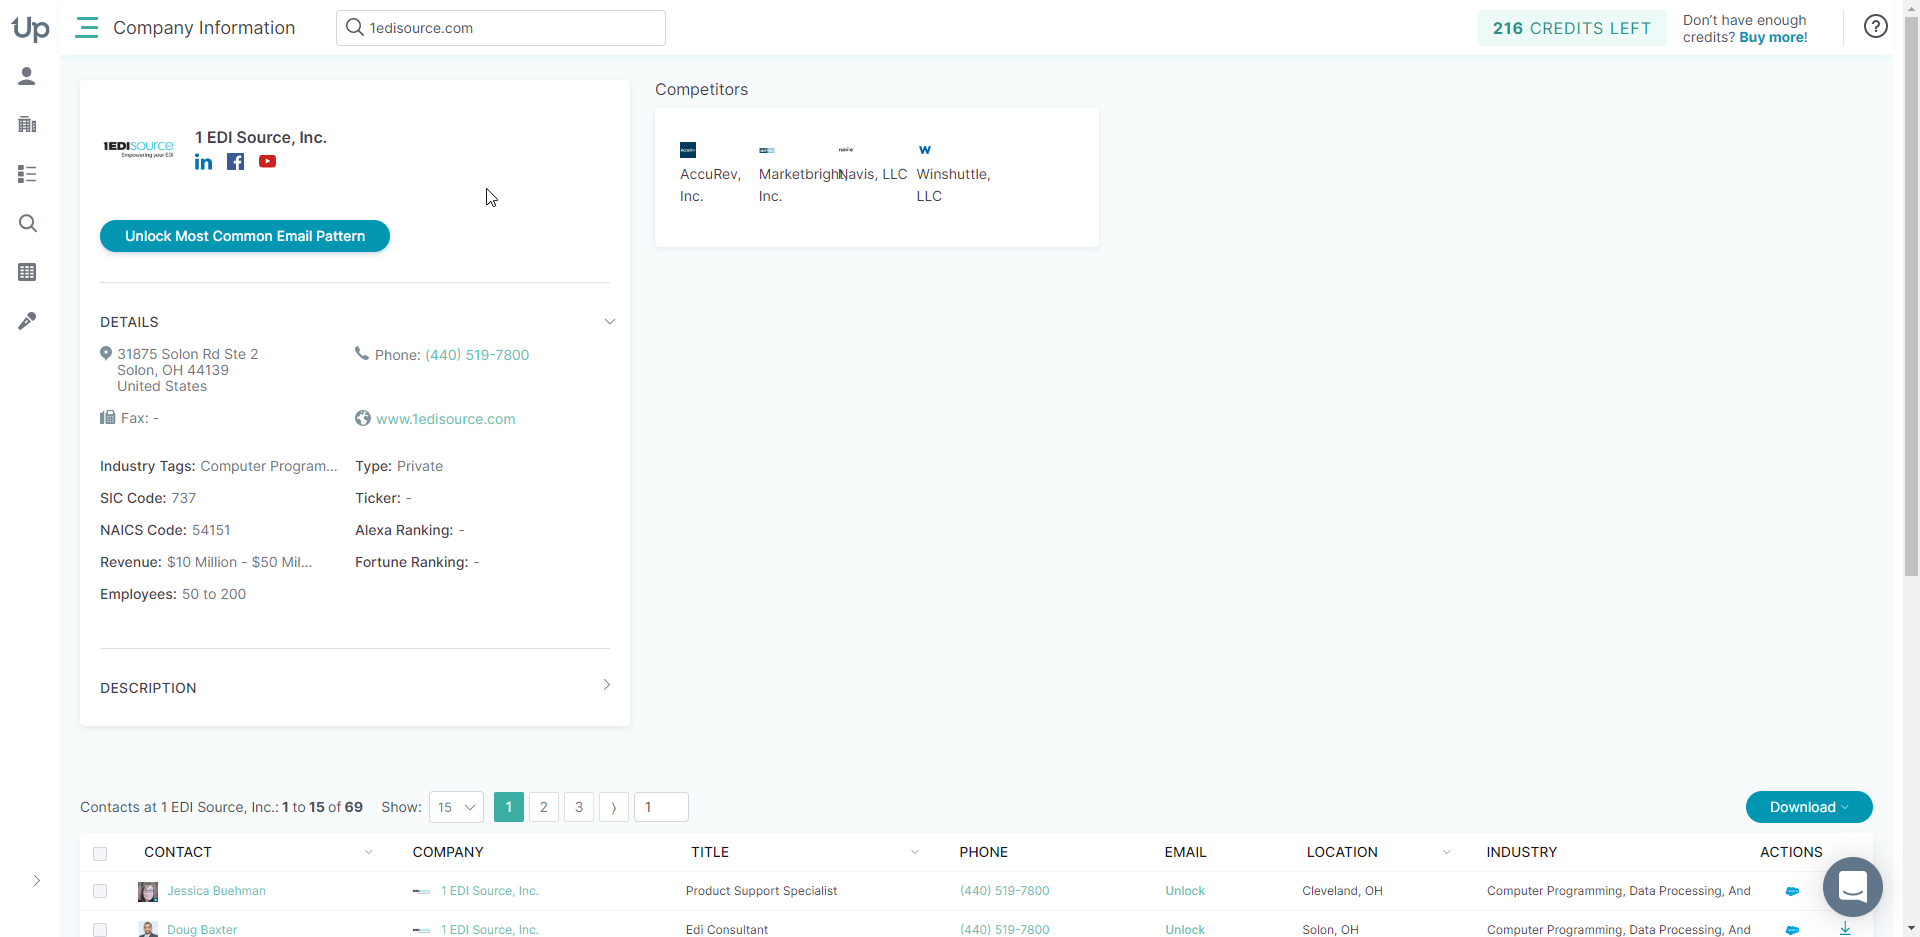 Up
Company Information
1edisource.com
216 CREDITS LEFT
Don't have enough
credits? Buy more!
?
1EDISOURCE
Empowering your EDI
1 EDI Source, Inc.
in
Unlock Most Common Email Pattern
DETAILS
31875 Solon Rd Ste 2
Solon, OH 44139
United States
Phone: (440) 519-7800
Fax: -
www.1edisource.com
Industry Tags: Computer Program...
Type: Private
SIC Code: 737
Ticker: -
NAICS Code: 54151
Alexa Ranking: -
Revenue: $10 Million - $50 Mil...
Fortune Ranking: -
Employees: 50 to 200
DESCRIPTION
Competitors
AccuRev,
Inc.
Marketbright,
Inc.
navis
Navis, LLC
W
Winshuttle,
LLC
Contacts at 1 EDI Source, Inc.: 1 to 15 of 69
Show: 15
1 2 3 ⟩ 1
Download
CONTACT COMPANY TITLE PHONE EMAIL LOCATION INDUSTRY ACTIONS
Jessica Buehman 1 EDI Source, Inc. Product Support Specialist (440) 519-7800 Unlock Cleveland, OH Computer Programming, Data Processing, And
Doug Baxter 1 EDI Source, Inc. Edi Consultant (440) 519-7800 Unlock Solon, OH Computer Programming, Data Processing, And